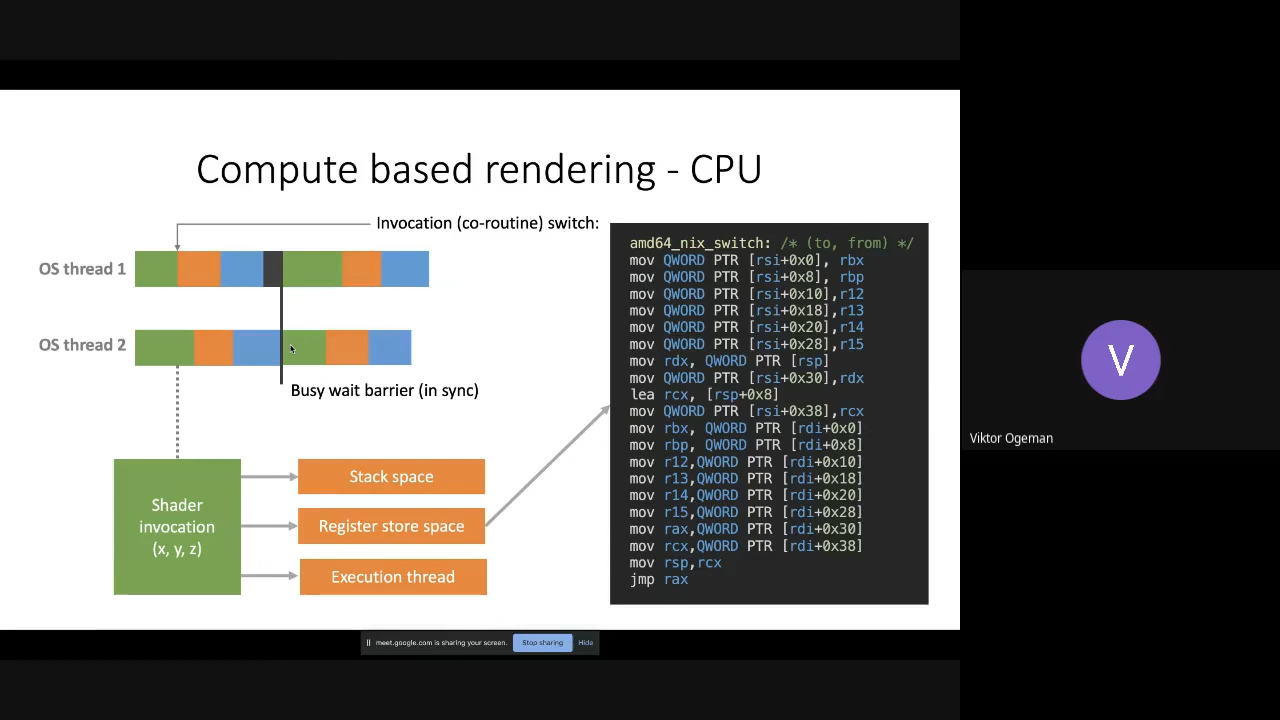 Compute based rendering - CPU
Invocation (co-routine) switch:
OS thread 1
OS thread 2
Busy wait barrier (in sync)
Shader
invocation
(x, y, z)
Stack space
Register store space
Execution thread
amd64_nix_switch: /* (to, from) */
mov QWORD PTR [rsi+0x0], rbx
mov QWORD PTR [rsi+0x8], rbp
mov QWORD PTR [rsi+0x10],r12
mov QWORD PTR [rsi+0x18],r13
mov QWORD PTR [rsi+0x20],r14
mov QWORD PTR [rsi+0x28],r15
mov rdx, QWORD PTR [rsp]
mov QWORD PTR [rsi+0x30],rdx
lea rcx, [rsp+0x8]
mov QWORD PTR [rsi+0x38],rcx
mov rbx, QWORD PTR [rdi+0x0]
mov rbp, QWORD PTR [rdi+0x8]
mov r12,QWORD PTR [rdi+0x10]
mov r13,QWORD PTR [rdi+0x18]
mov r14,QWORD PTR [rdi+0x20]
mov r15,QWORD PTR [rdi+0x28]
mov rax,QWORD PTR [rdi+0x30]
mov rcx,QWORD PTR [rdi+0x38]
mov rsp,rcx
jmp rax
V
Viktor Ogeman
meet.google.com is sharing your screen.
Stop sharing
Hide